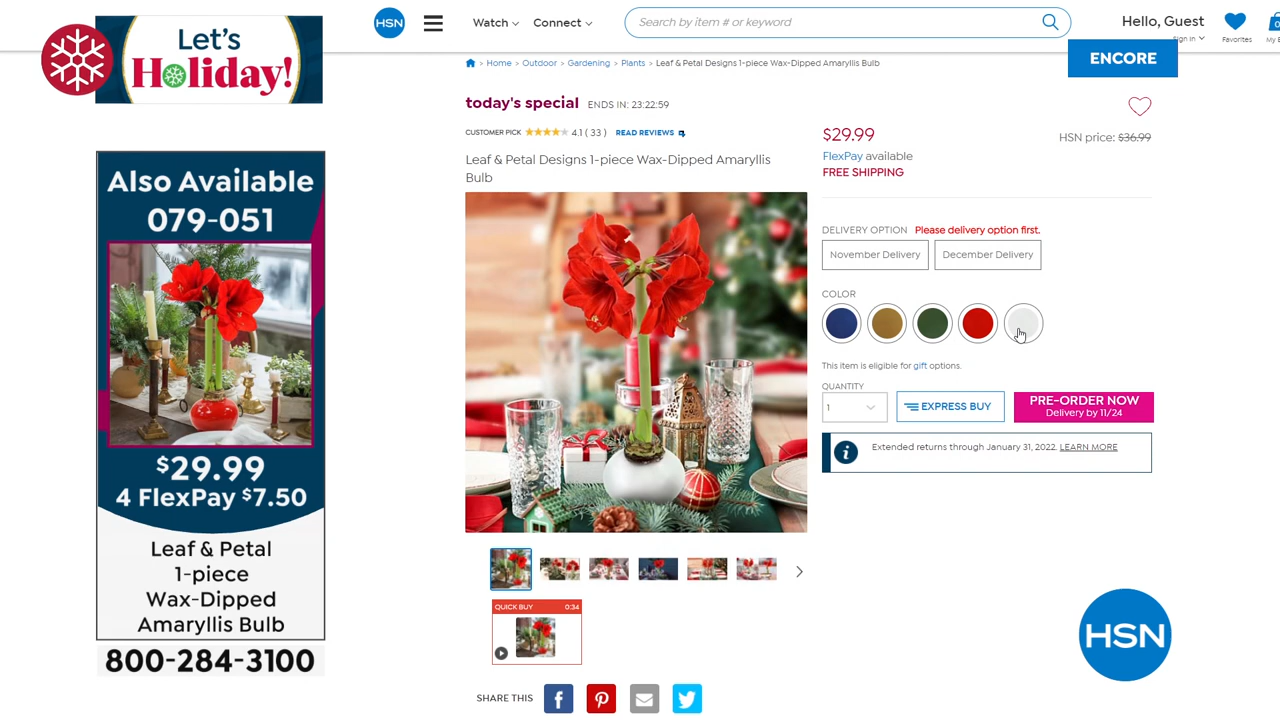 Let's
Holiday!
Also Available
079-051
$29.99
4 FlexPay $7.50
Leaf & Petal
1-piece
Wax-Dipped
Amaryllis Bulb
800-284-3100
HSN
Watch
Connect
Search by item # or keyword
Hello, Guest
Sign In
Favorites
0
ENCORE
> Home > Outdoor > Gardening > Plants > Leaf & Petal Designs 1-piece Wax-Dipped Amaryllis Bulb
today's special ENDS IN: 23:22:59
CUSTOMER PICK 4.1 ( 33 ) READ REVIEWS
Leaf & Petal Designs 1-piece Wax-Dipped Amaryllis
Bulb
$29.99 HSN price: $36.99
FlexPay available
FREE SHIPPING
DELIVERY OPTION Please delivery option first.
November Delivery December Delivery
COLOR
This item is eligible for gift options.
QUANTITY
1
EXPRESS BUY
PRE-ORDER NOW
Delivery by 11/24
i Extended returns through January 31, 2022. LEARN MORE
QUICK BUY 0:34
SHARE THIS
HSN